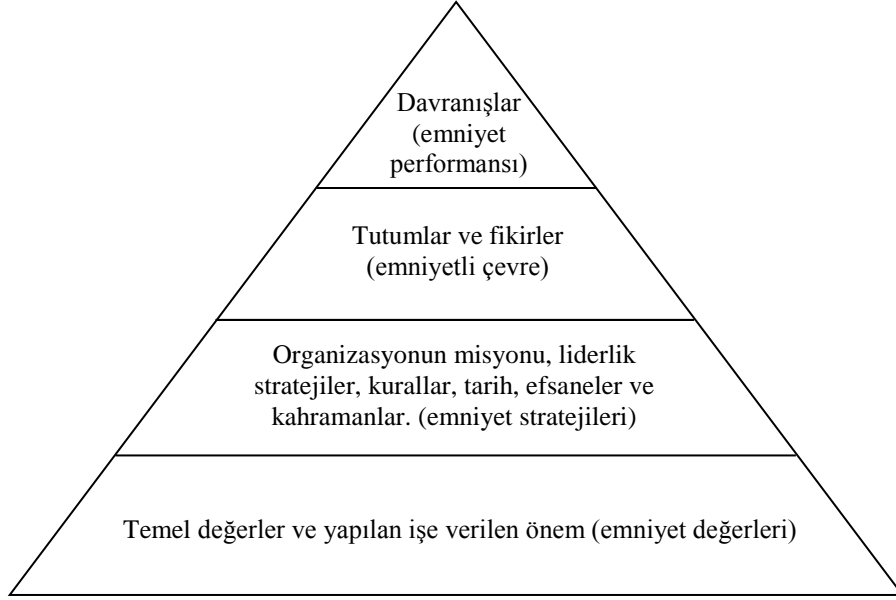 Davranışlar
(emniyet
performansı)
Tutumlar ve fikirler
(emniyetli çevre)
Organizasyonun misyonu, liderlik
stratejiler, kurallar, tarih, efsaneler ve
kahramanlar. (emniyet stratejileri)
Temel değerler ve yapılan işe verilen önem (emniyet değerleri)